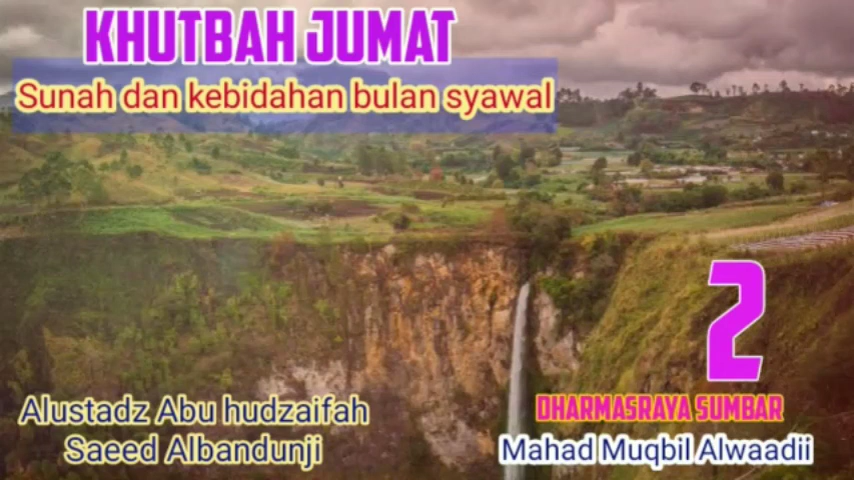 KHUTBAH JUMAT
Sunah dan kebidahan bulan syawal
2
Alustadz Abu hudzaifah
Saeed Albandunji
DHARMASRAYA SUMBAR
Mahad Muqbil Alwaadii